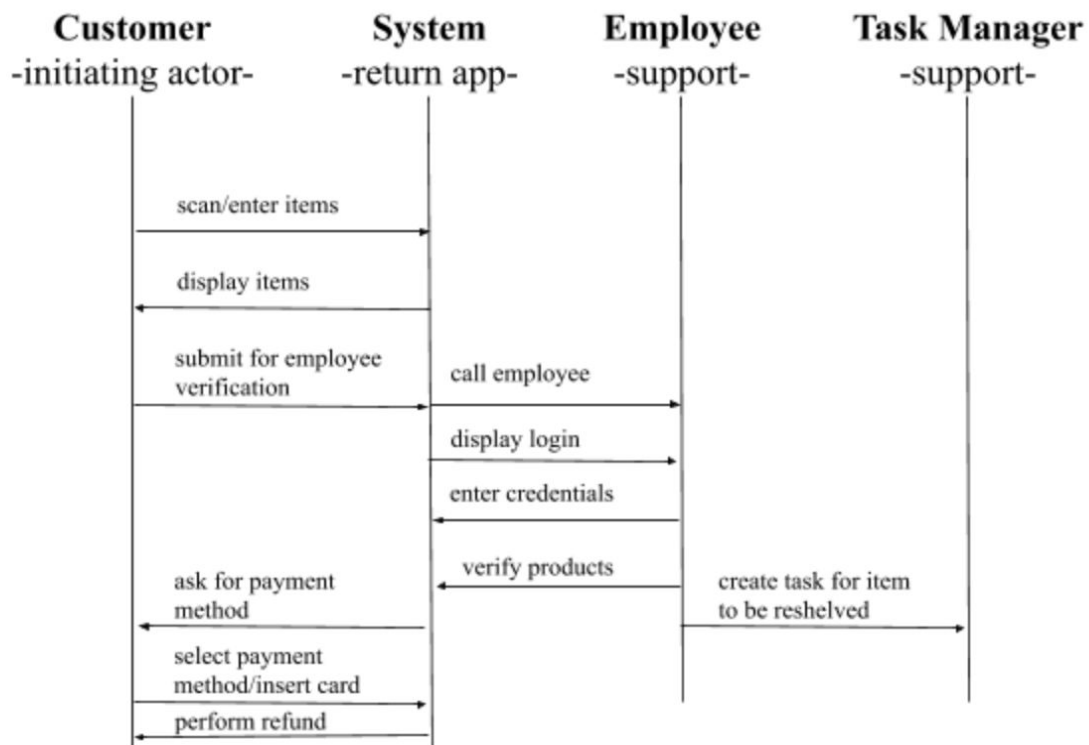 Customer
-initiating actor-
System
-return app-
Employee
-support-
Task Manager
-support-
scan/enter items
display items
submit for employee
verification
call employee
display login
enter credentials
verify products
ask for payment
method
create task for item
to be reshelved
select payment
method/insert card
perform refund